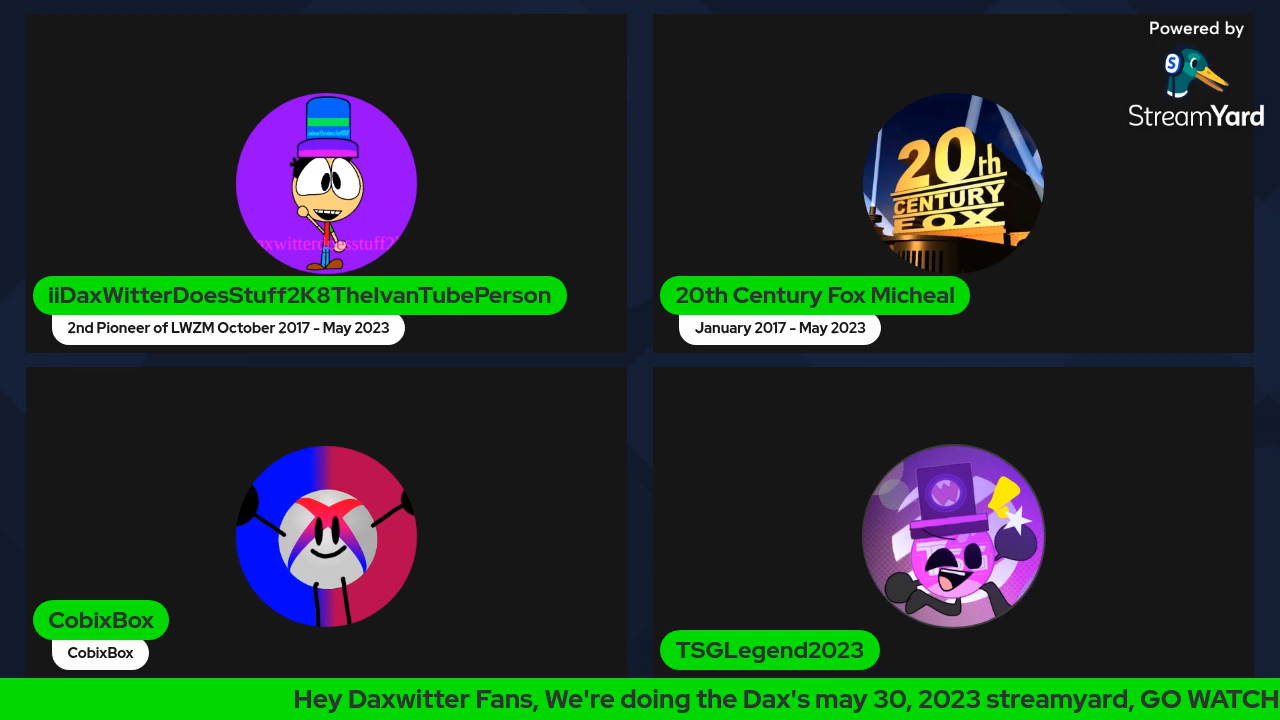 Powered by
StreamYard
20th
CENTURY
FOX
iiDaxWitterDoesStuff2K8TheIvanTubePerson
2nd Pioneer of LWZM October 2017 - May 2023
20th Century Fox Micheal
January 2017 - May 2023
CobixBox
CobixBox
TSG
TSGLegend2023
Hey Daxwitter Fans, We're doing the Dax's may 30, 2023 streamyard, GO WATCH